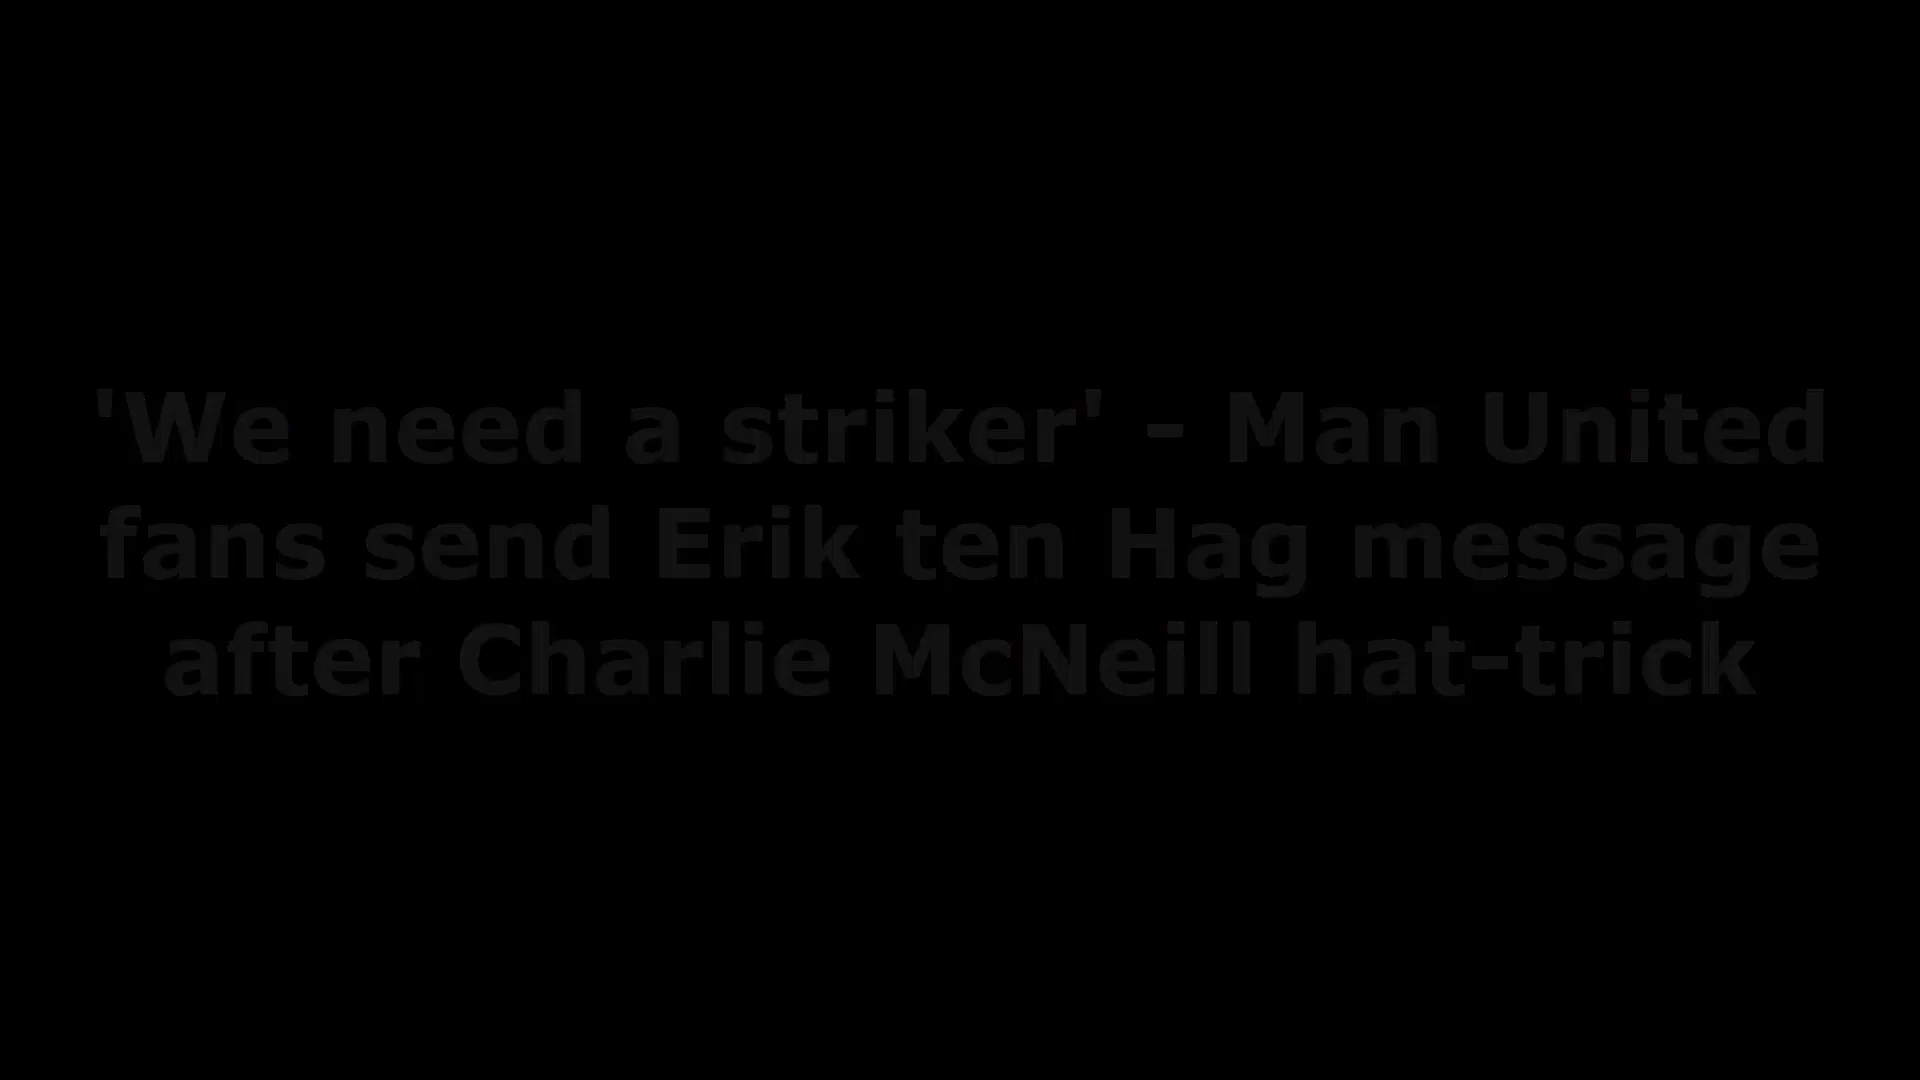 'We need a striker' - Man United
fans send Erik ten Hag message
after Charlie McNeill hat-trick